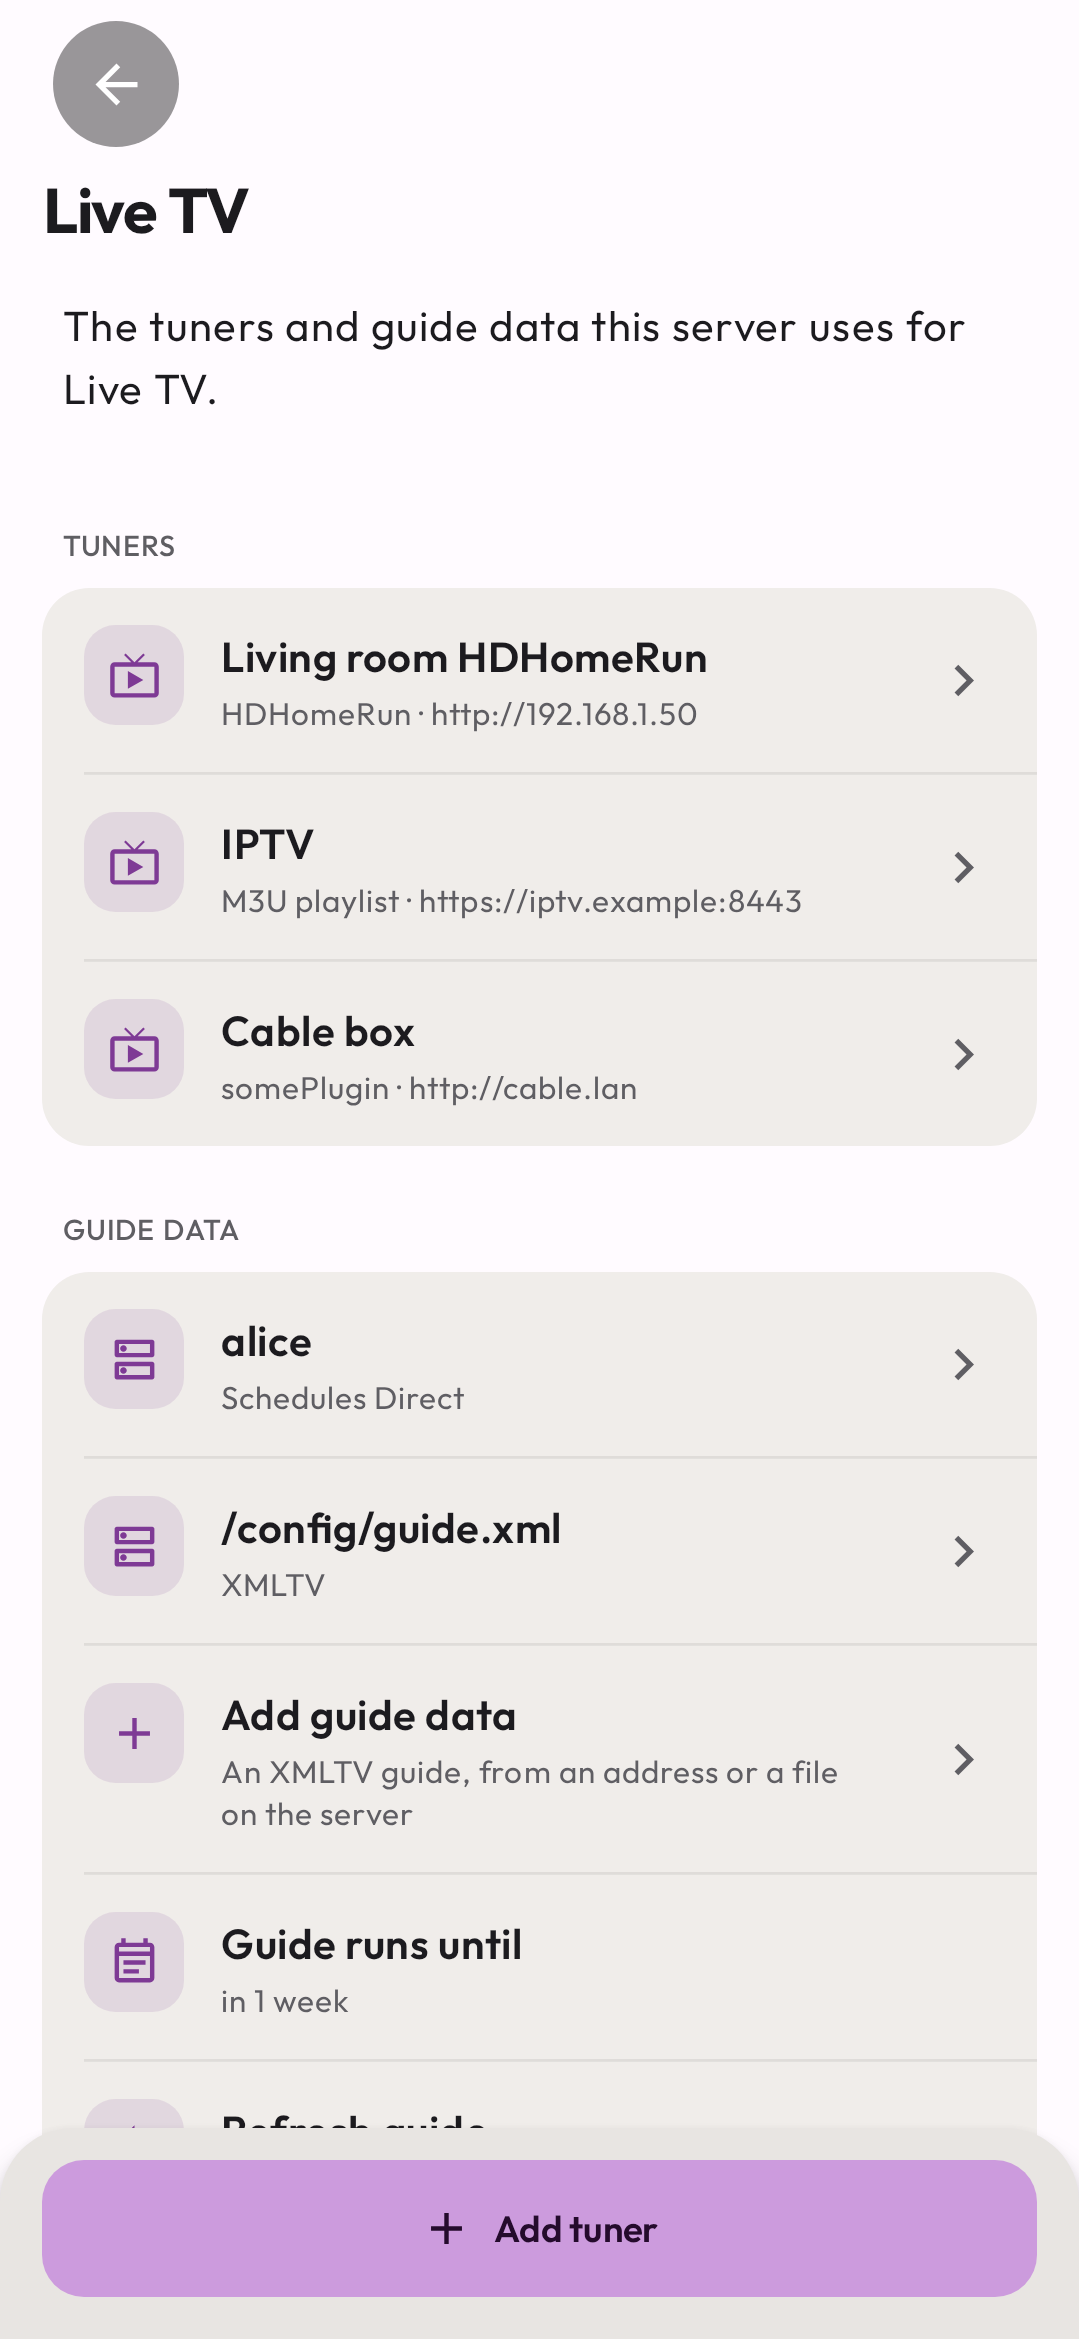 Live TV
The tuners and guide data this server uses for
Live TV.
TUNERS
Living room HDHomeRun
HDHomeRun · http://192.168.1.50
IPTV
M3U playlist · https://iptv.example:8443
Cable box
somePlugin · http://cable.lan
GUIDE DATA
alice
Schedules Direct
/config/guide.xml
XMLTV
Add guide data
An XMLTV guide, from an address or a file
on the server
Guide runs until
in 1 week
Refresh guide
Add tuner